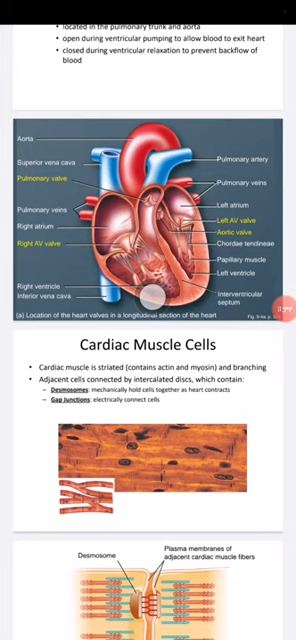 • located in the pulmonary trunk and aorta
• open during ventricular pumping to allow blood to exit heart
• closed during ventricular relaxation to prevent backflow of
blood
Aorta
Superior vena cava
Pulmonary valve
Pulmonary veins
Right atrium
Right AV valve
Right ventricle
Inferior vena cava
Pulmonary artery
Pulmonary veins
Left atrium
Left AV valve
Aortic valve
Chordae tendineae
Papillary muscle
Left ventricle
Interventricular
septum
(a) Location of the heart valves in a longitudinal section of the heart
Fig. 9-4a
Cardiac Muscle Cells
• Cardiac muscle is striated (contains actin and myosin) and branching
• Adjacent cells connected by intercalated discs, which contain:
– Desmosomes: mechanically hold cells together as heart contracts
– Gap Junctions: electrically connect cells
Desmosome
Plasma membranes of
adjacent cardiac muscle fibers